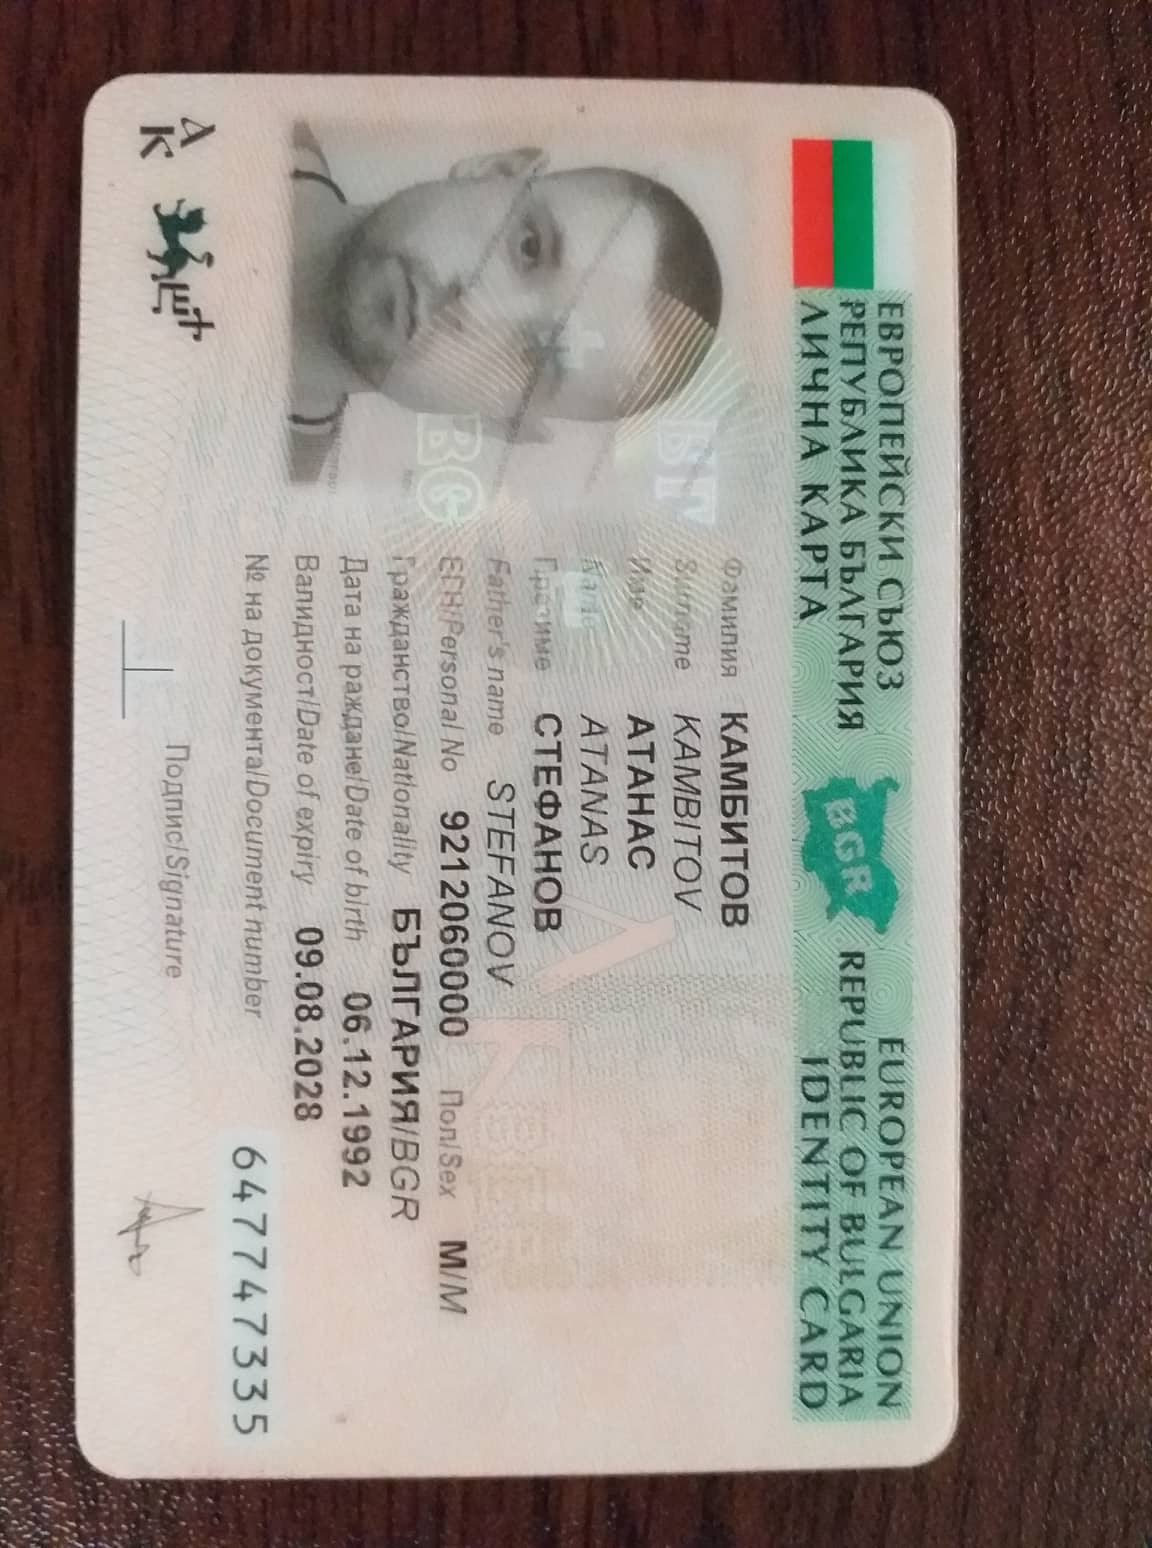 ЕВРОПЕЙСКИ СЪЮЗ EUROPEAN UNION
РЕПУБЛИКА БЪЛГАРИЯ BGR REPUBLIC OF BULGARIA
ЛИЧНА КАРТА IDENTITY CARD
Фамилия КАМБИТОВ
Surname KAMBITOV
Име АТАНАС
Name ATANAS
Презиме СТЕФАНОВ
Father's name STEFANOV
ЕГН/Personal No 9212060000 Пол/Sex М/M
Гражданство/Nationality БЪЛГАРИЯ/BGR
Дата на раждане/Date of birth 06.12.1992
Валидност/Date of expiry 09.08.2028
№ на документа/Document number 647747335
Подпис/Signature
БГ
BG
А
К